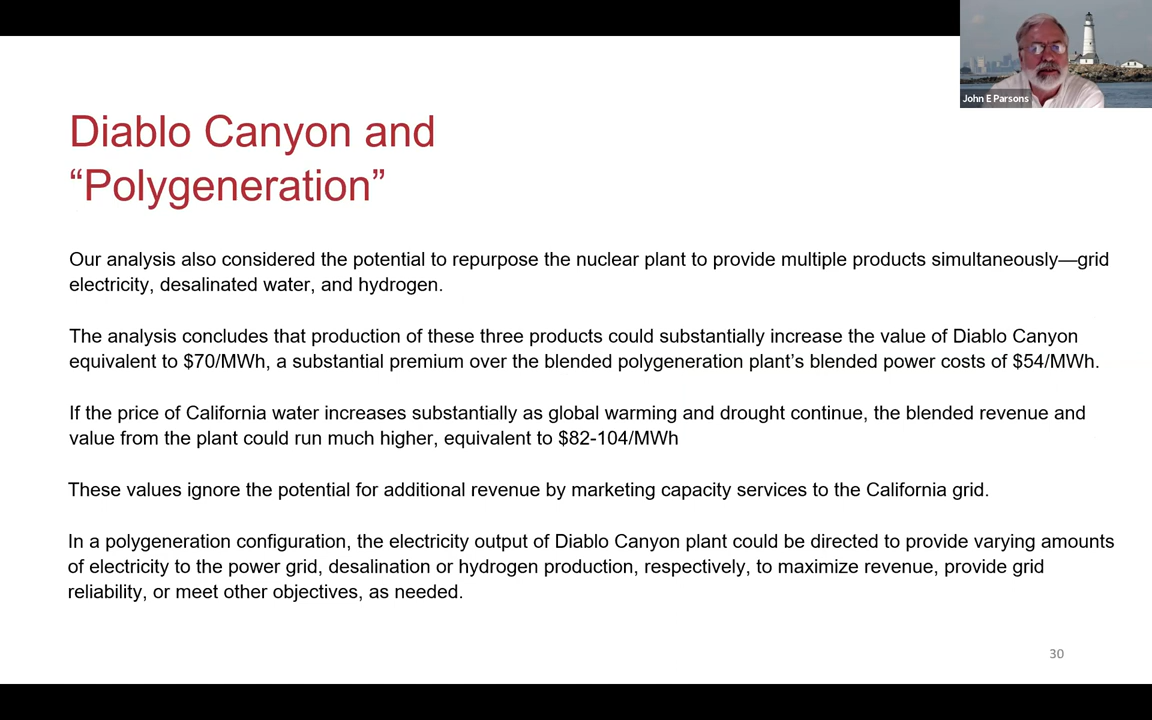 John E Parsons
Diablo Canyon and
“Polygeneration”
Our analysis also considered the potential to repurpose the nuclear plant to provide multiple products simultaneously—grid
electricity, desalinated water, and hydrogen.
The analysis concludes that production of these three products could substantially increase the value of Diablo Canyon
equivalent to $70/MWh, a substantial premium over the blended polygeneration plant’s blended power costs of $54/MWh.
If the price of California water increases substantially as global warming and drought continue, the blended revenue and
value from the plant could run much higher, equivalent to $82-104/MWh
These values ignore the potential for additional revenue by marketing capacity services to the California grid.
In a polygeneration configuration, the electricity output of Diablo Canyon plant could be directed to provide varying amounts
of electricity to the power grid, desalination or hydrogen production, respectively, to maximize revenue, provide grid
reliability, or meet other objectives, as needed.
30